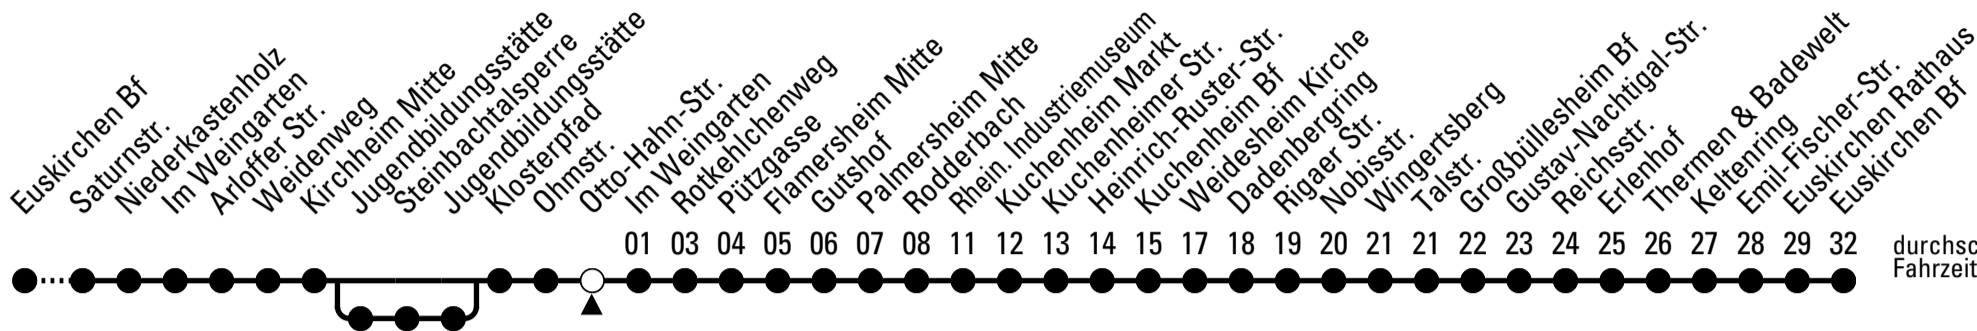 Euskirchen Bf
Saturnstr.
Niederkastenholz
Im Weingarten
Arloffer Str.
Weidenweg
Kirchheim Mitte
Jugendbildungsstätte
Steinbachtalsperre
Jugendbildungsstätte
Klosterpfad
Ohmstr.
Otto-Hahn-Str.
Im Weingarten
Rotkehlchenweg
Pützgasse
Flamersheim Mitte
Gutshof
Palmersheim Mitte
Rodderbach
Rhein. Industriemuseum
Kuchenheim Markt
Kuchenheimer Str.
Heinrich-Ruster-Str.
Kuchenheim Bf
Weidesheim Kirche
Dadenbergring
Rigaer Str.
Nobisstr.
Wingertsberg
Talstr.
Großbüllesheim Bf
Gustav-Nachtigal-Str.
Reichsstr.
Erlenhof
Thermen & Badewelt
Keltenring
Emil-Fischer-Str.
Euskirchen Rathaus
Euskirchen Bf
01 03 04 05 06 07 08 11 12 13 14 15 17 18 19 20 21 21 22 23 24 25 26 27 28 29 32
durchsc
Fahrzeit